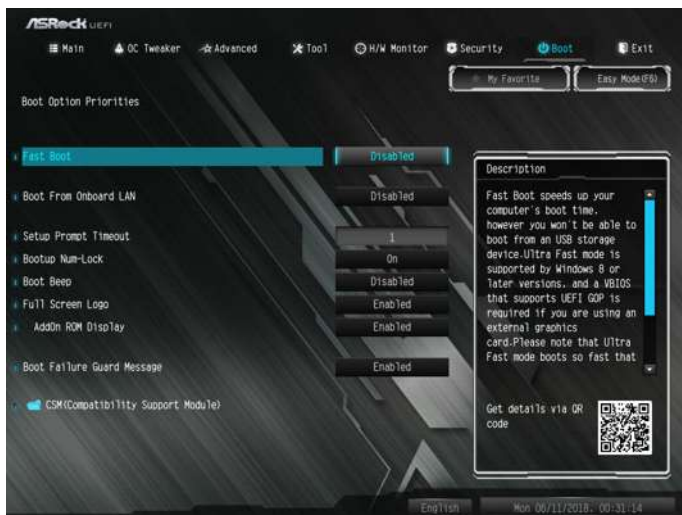 ASRock UEFI
Main OC Tweaker Advanced Tool H/W Monitor Security Boot Exit
My Favorite Easy Mode(F6)
Boot Option Priorities
Fast Boot Disabled
Boot From Onboard LAN Disabled
Setup Prompt Timeout 1
Bootup Num-Lock On
Boot Beep Disabled
Full Screen Logo Enabled
AddOn ROM Display Enabled
Boot Failure Guard Message Enabled
CSM(Compatibility Support Module)
Description
Fast Boot speeds up your
computer's boot time.
however you won't be able to
boot from an USB storage
device.Ultra Fast mode is
supported by Windows 8 or
later versions. and a VBIOS
that supports UEFI GOP is
required if you are using an
external graphics
card.Please note that Ultra
Fast mode boots so fast that
Get details via QR
code
English Mon 06/11/2018. 00:31:14